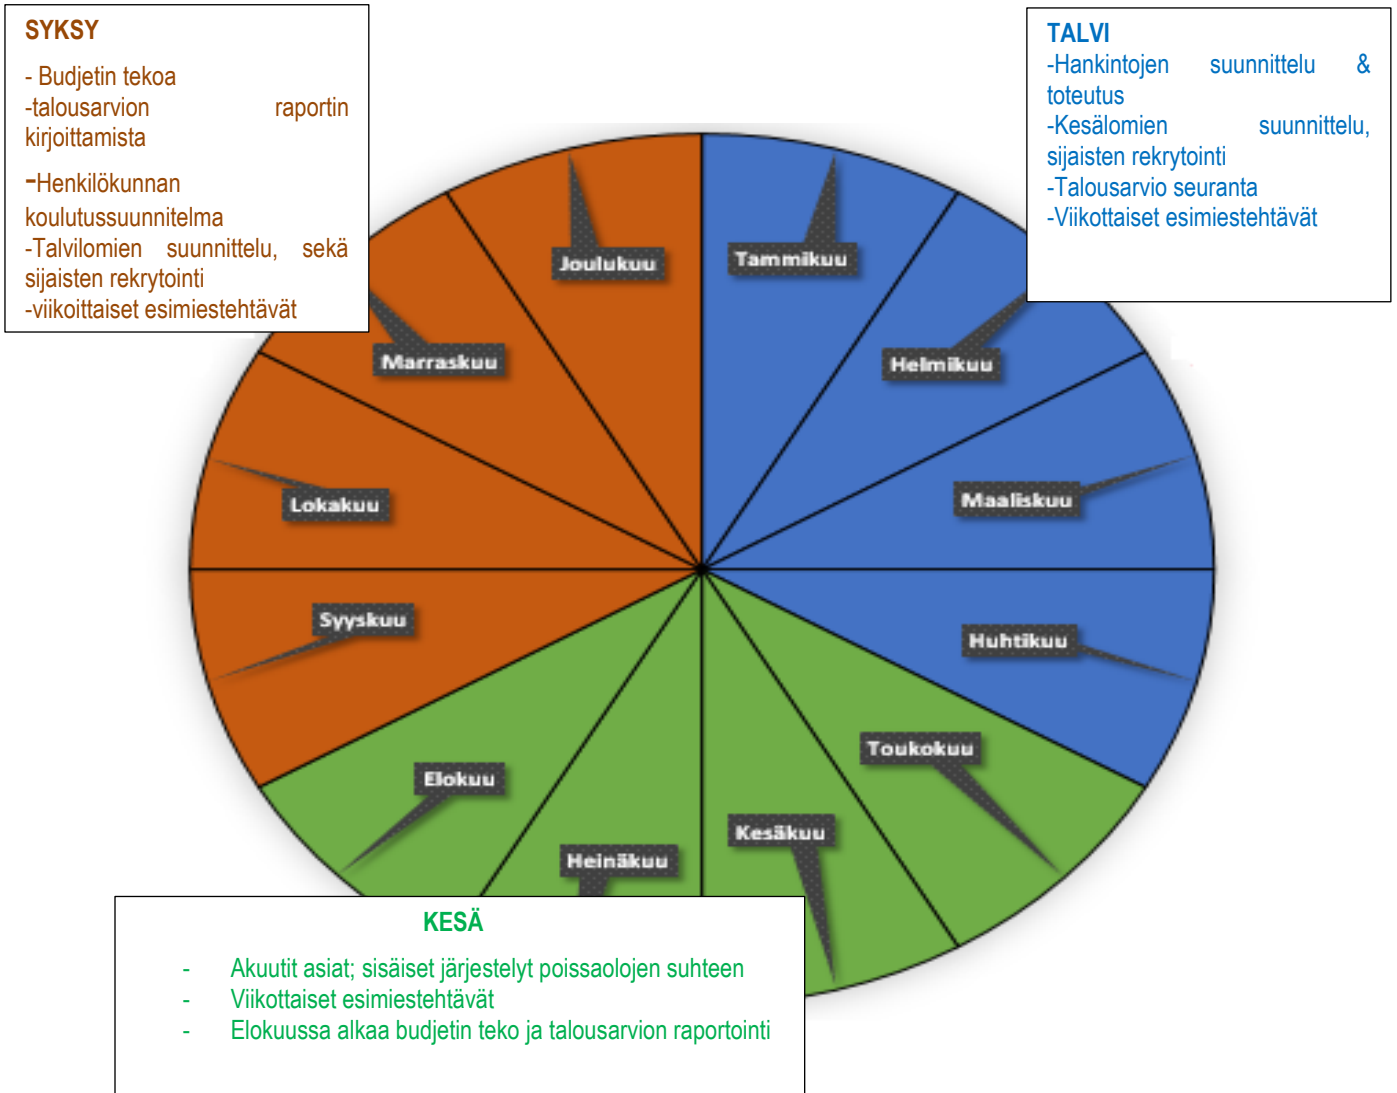 SYKSY
- Budjetin tekoa
-talousarvion raportin
kirjoittamista
-Henkilökunnan
koulutussuunnitelma
-Talvilomien suunnittelu, sekä
sijaisten rekrytointi
-viikoittaiset esimiestehtävät
TALVI
-Hankintojen suunnittelu &
toteutus
-Kesälomien suunnittelu,
sijaisten rekrytointi
-Talousarvio seuranta
-Viikottaiset esimiestehtävät
Joulukuu
Tammikuu
Marraskuu
Helmikuu
Lokakuu
Maaliskuu
Syyskuu
Huhtikuu
Elokuu
Toukokuu
Heinäkuu
Kesäkuu
KESÄ
- Akuutit asiat; sisäiset järjestelyt poissaolojen suhteen
- Viikottaiset esimiestehtävät
- Elokuussa alkaa budjetin teko ja talousarvion raportointi